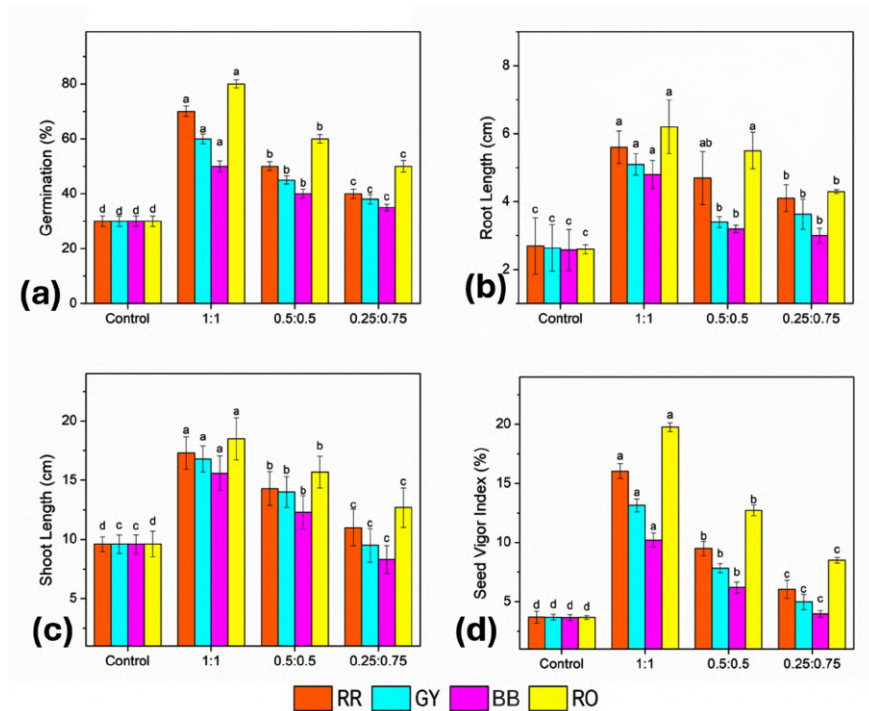 a
a
80
a
a
b
60
b
c
Germination (%)
b
c
c
40
b
c
d d d d
20
(a)
0
Control 1:1 0.5:0.5 0.25:0.75
8
a
a
a
ab
6
a
a
b
b
b
Root Length (cm)
4
c c c c
b b
b
2
(b)
Control 1:1 0.5:0.5 0.25:0.75
a
20
a a
a
b
b b
c
15
b
c
d c c d
c
c
Shoot Length (cm)
10
5
(c)
Control 1:1 0.5:0.5 0.25:0.75
a
20
a
15
a
b
a
Seed Vigor Index (%)
10
b
c
b
b
c
c
c
5
d d d d
(d)
Control 1:1 0.5:0.5 0.25:0.75
RR GY BB RO